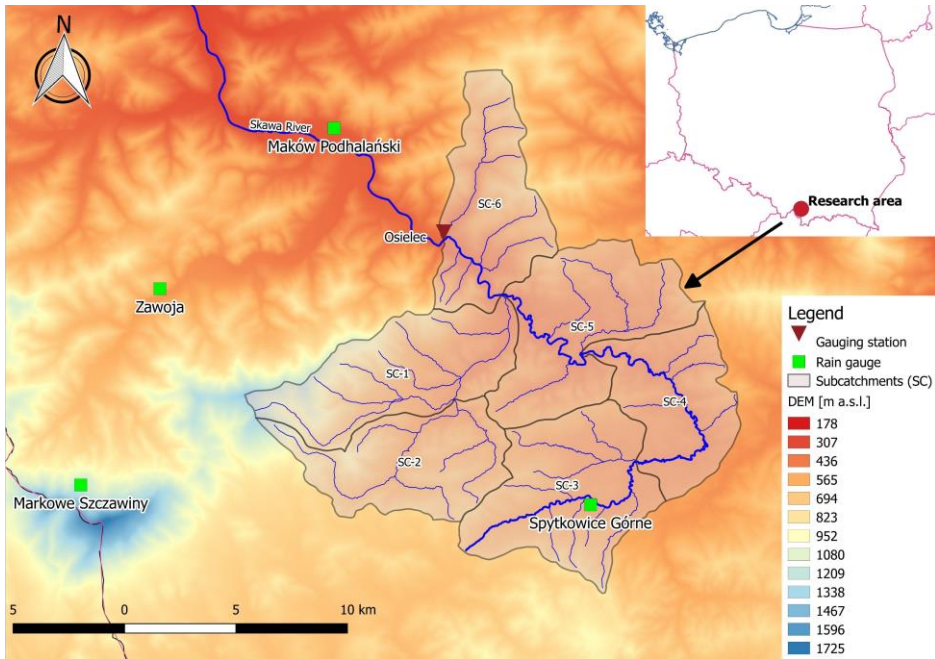 N
Skawa River
Maków Podhalański
SC-6
Osielec
Research area
Zawoja
SC-5
SC-1
SC-4
SC-2
SC-3
Markowe Szczawiny
Spytkowice Górne
5 0 5 10 km
Legend
Gauging station
Rain gauge
Subcatchments (SC)
DEM [m a.s.l.]
178
307
436
565
694
823
952
1080
1209
1338
1467
1596
1725